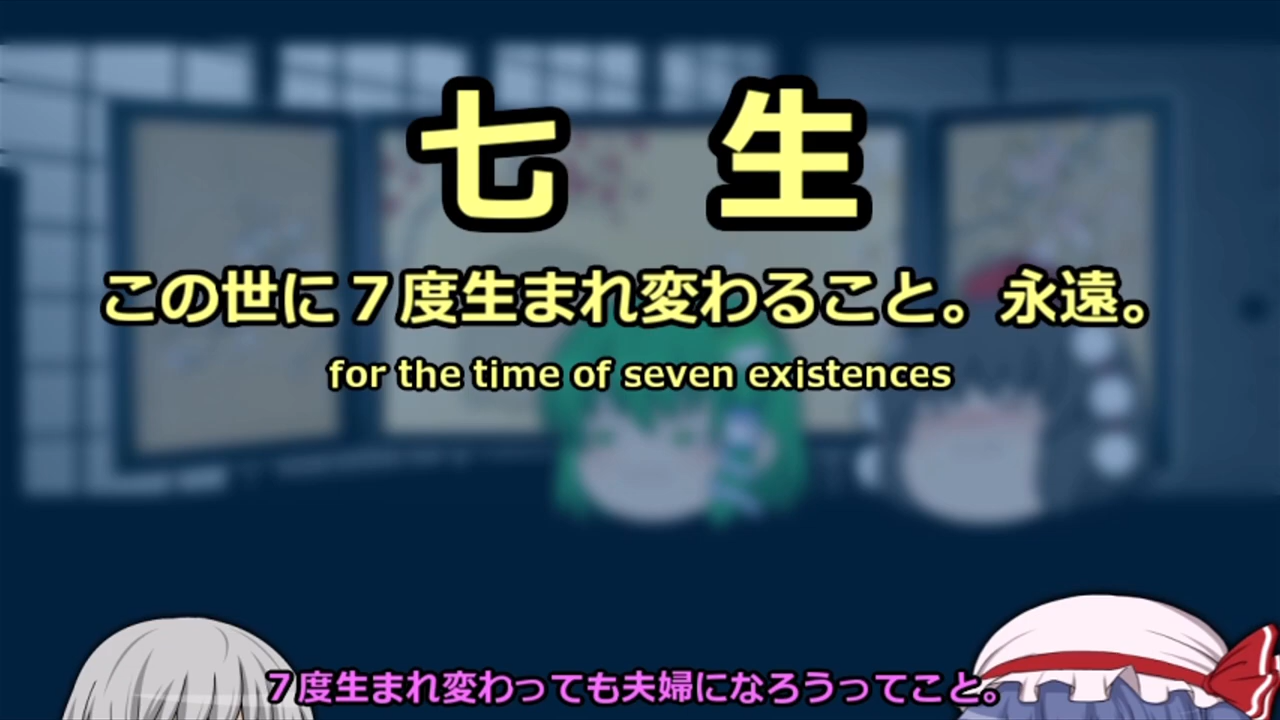 七 生
この世に７度生まれ変わること。永遠。
for the time of seven existences
７度生まれ変わっても夫婦になろうってこと。